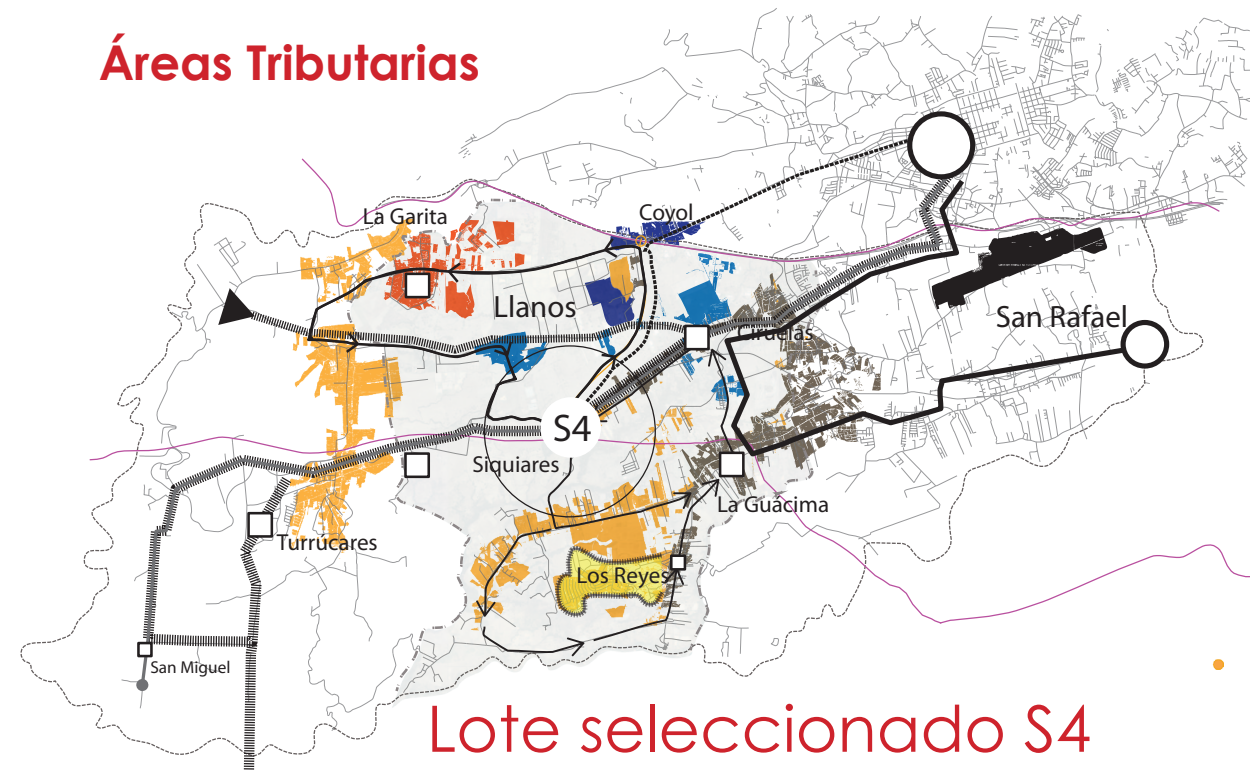 Áreas Tributarias
La Garita
Coyol
Llanos
Ciruelas
San Rafael
S4
Siquiares
La Guácima
Turrúcares
Los Reyes
San Miguel
Lote seleccionado S4